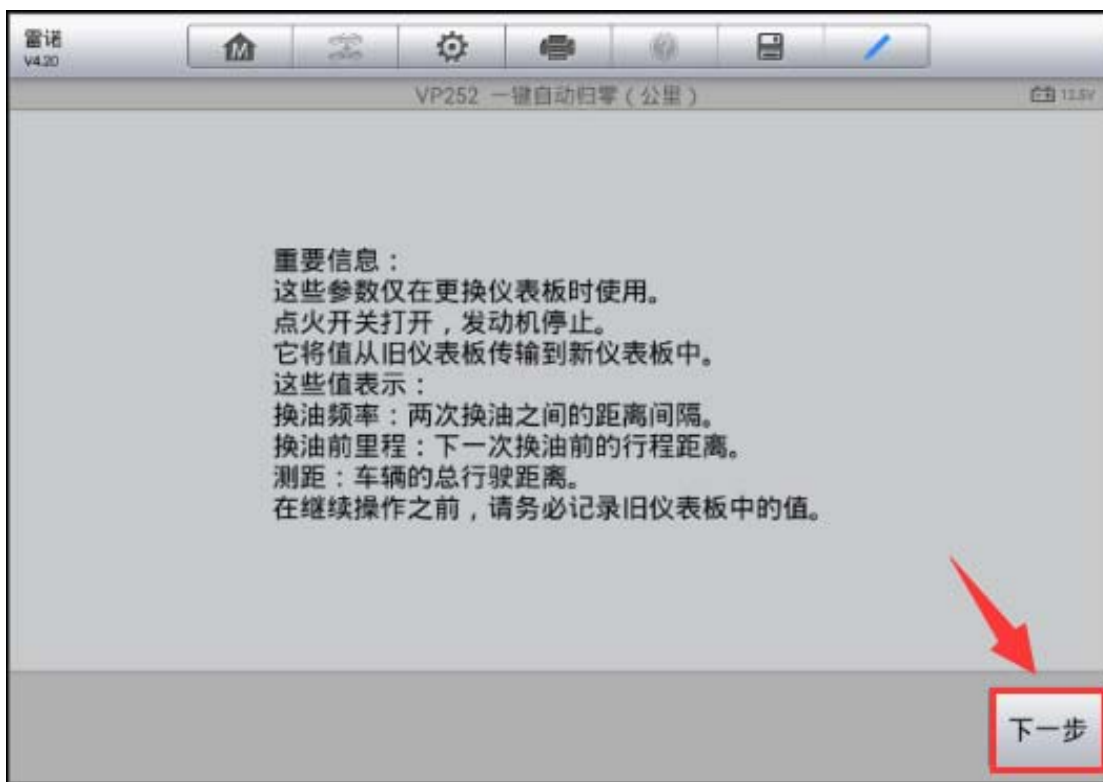 雷诺
V4.20
VP252 一键自动归零（公里）
12.5V
重要信息：
这些参数仅在更换仪表板时使用。
点火开关打开，发动机停止。
它将值从旧仪表板传输到新仪表板中。
这些值表示：
换油频率：两次换油之间的距离间隔。
换油前里程：下一次换油前的行程距离。
测距：车辆的总行驶距离。
在继续操作之前，请务必记录旧仪表板中的值。
下一步